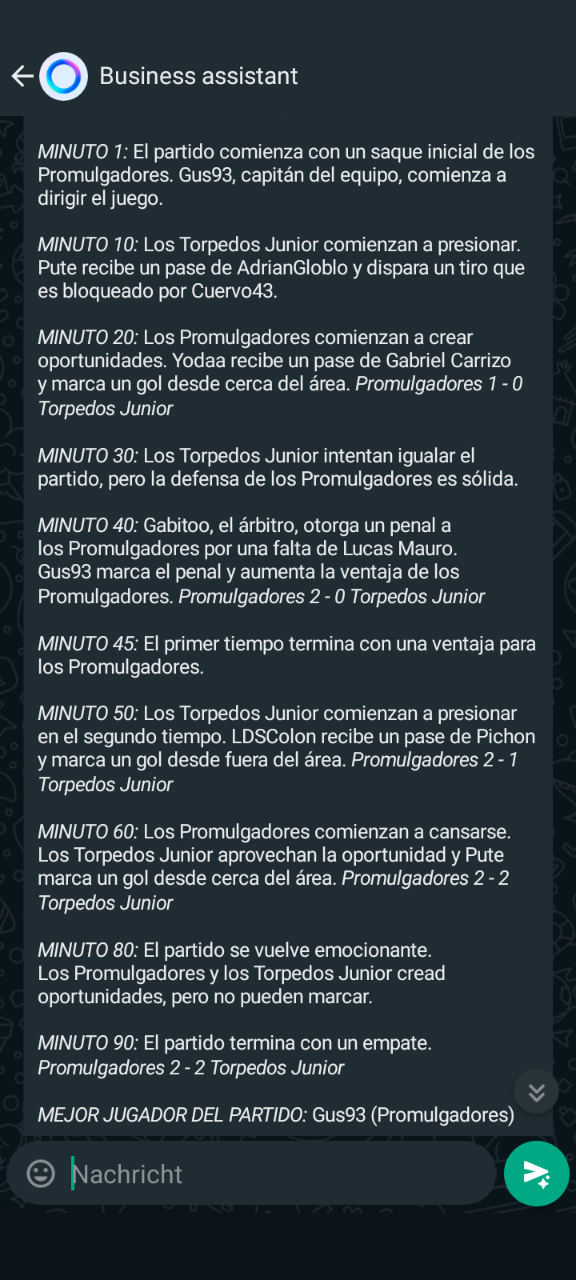 Business assistant
MINUTO 1: El partido comienza con un saque inicial de los
Promulgadores. Gus93, capitán del equipo, comienza a
dirigir el juego.
MINUTO 10: Los Torpedos Junior comienzan a presionar.
Pute recibe un pase de AdrianGloblo y dispara un tiro que
es bloqueado por Cuervo43.
MINUTO 20: Los Promulgadores comienzan a crear
oportunidades. Yodaa recibe un pase de Gabriel Carrizo
y marca un gol desde cerca del área. Promulgadores 1 - 0
Torpedos Junior
MINUTO 30: Los Torpedos Junior intentan igualar el
partido, pero la defensa de los Promulgadores es sólida.
MINUTO 40: Gabitoo, el árbitro, otorga un penal a
los Promulgadores por una falta de Lucas Mauro.
Gus93 marca el penal y aumenta la ventaja de los
Promulgadores. Promulgadores 2 - 0 Torpedos Junior
MINUTO 45: El primer tiempo termina con una ventaja para
los Promulgadores.
MINUTO 50: Los Torpedos Junior comienzan a presionar
en el segundo tiempo. LDSColon recibe un pase de Pichon
y marca un gol desde fuera del área. Promulgadores 2 - 1
Torpedos Junior
MINUTO 60: Los Promulgadores comienzan a cansarse.
Los Torpedos Junior aprovechan la oportunidad y Pute
marca un gol desde cerca del área. Promulgadores 2 - 2
Torpedos Junior
MINUTO 80: El partido se vuelve emocionante.
Los Promulgadores y los Torpedos Junior cread
oportunidades, pero no pueden marcar.
MINUTO 90: El partido termina con un empate.
Promulgadores 2 - 2 Torpedos Junior
MEJOR JUGADOR DEL PARTIDO: Gus93 (Promulgadores)
Nachricht